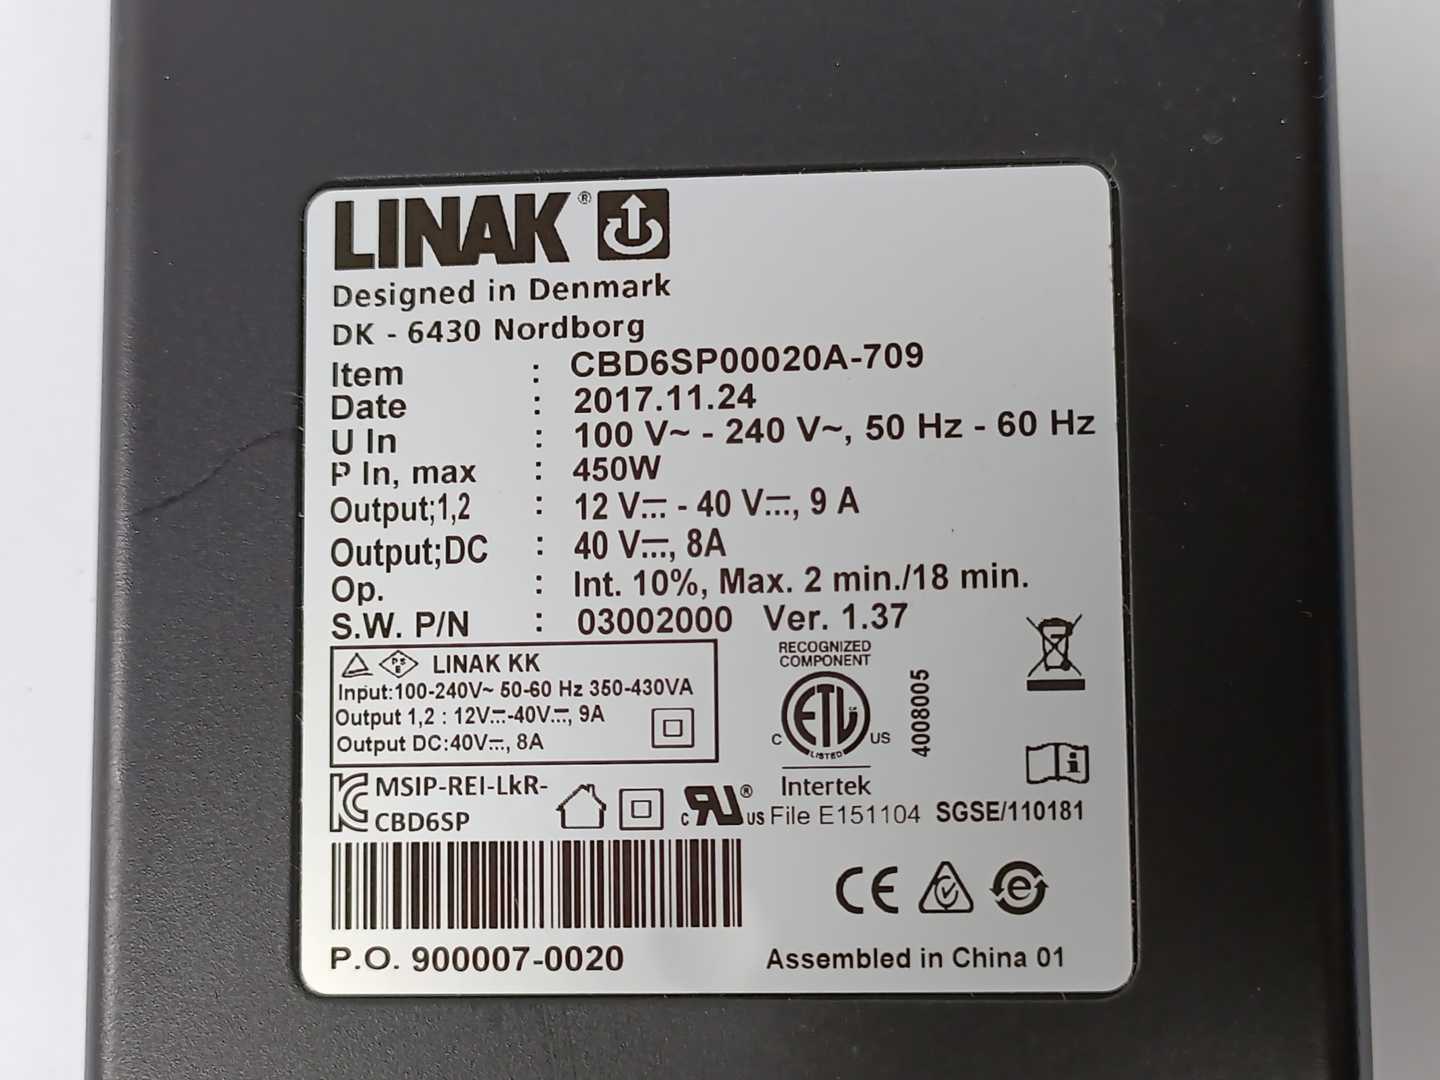 LINAK®
Designed in Denmark
DK - 6430 Nordborg
Item : CBD6SP00020A-709
Date : 2017.11.24
U In : 100 V~ - 240 V~, 50 Hz - 60 Hz
P In, max : 450W
Output;1,2 : 12 V⎓ - 40 V⎓, 9 A
Output;DC : 40 V⎓, 8A
Op. : Int. 10%, Max. 2 min./18 min.
S.W. P/N : 03002000 Ver. 1.37
PSE LINAK KK
Input:100-240V~ 50-60 Hz 350-430VA
Output 1,2 : 12V⎓-40V⎓, 9A
Output DC:40V⎓, 8A
RECOGNIZED
COMPONENT
C ETL US
LISTED
Intertek
4008005
MSIP-REI-LkR-
CBD6SP
c RU® US File E151104 SGSE/110181
CE
P.O. 900007-0020
Assembled in China 01